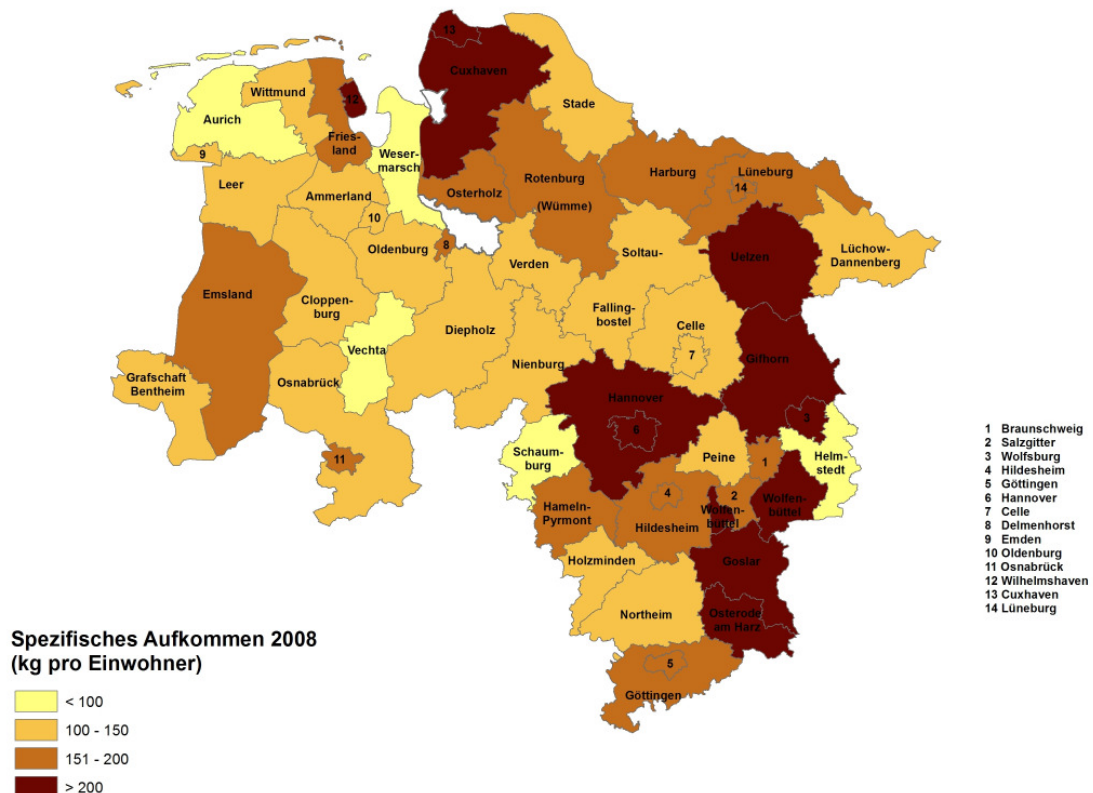 13
Cuxhaven
Wittmund
12
Stade
Aurich
Fries-
land
9
Weser-
marsch
Leer
Ammerland
Osterholz
Rotenburg
(Wümme)
Harburg
Lüneburg
14
10
Oldenburg
8
Verden
Soltau-
Uelzen
Lüchow-
Dannenberg
Emsland
Cloppen-
burg
Diepholz
Falling-
bostel
Celle
7
Vechta
Nienburg
Gifhorn
Grafschaft
Bentheim
Osnabrück
Hannover
6
3
11
Schaum-
burg
Peine
1
Helm-
stedt
Hameln-
Pyrmont
4
Hildesheim
2
Wolfen-
büttel
Wolfen-
büttel
Holzminden
Goslar
Northeim
Osterode
am Harz
5
Göttingen
1 Braunschweig
2 Salzgitter
3 Wolfsburg
4 Hildesheim
5 Göttingen
6 Hannover
7 Celle
8 Delmenhorst
9 Emden
10 Oldenburg
11 Osnabrück
12 Wilhelmshaven
13 Cuxhaven
14 Lüneburg
Spezifisches Aufkommen 2008
(kg pro Einwohner)
< 100
100 - 150
151 - 200
> 200